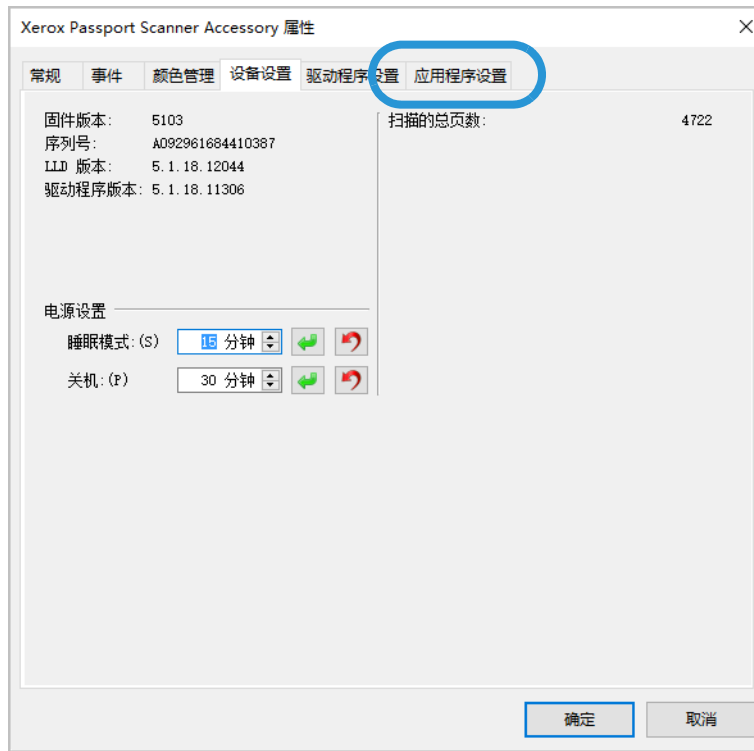 Xerox Passport Scanner Accessory 属性
常规 事件 颜色管理 设备设置 驱动程序设置 应用程序设置
固件版本: 5103
序列号: A092961684410387
LLD 版本: 5.1.18.12044
驱动程序版本: 5.1.18.11306
扫描的总页数: 4722
电源设置
睡眠模式:(S) 15 分钟
关机:(P) 30 分钟
确定 取消